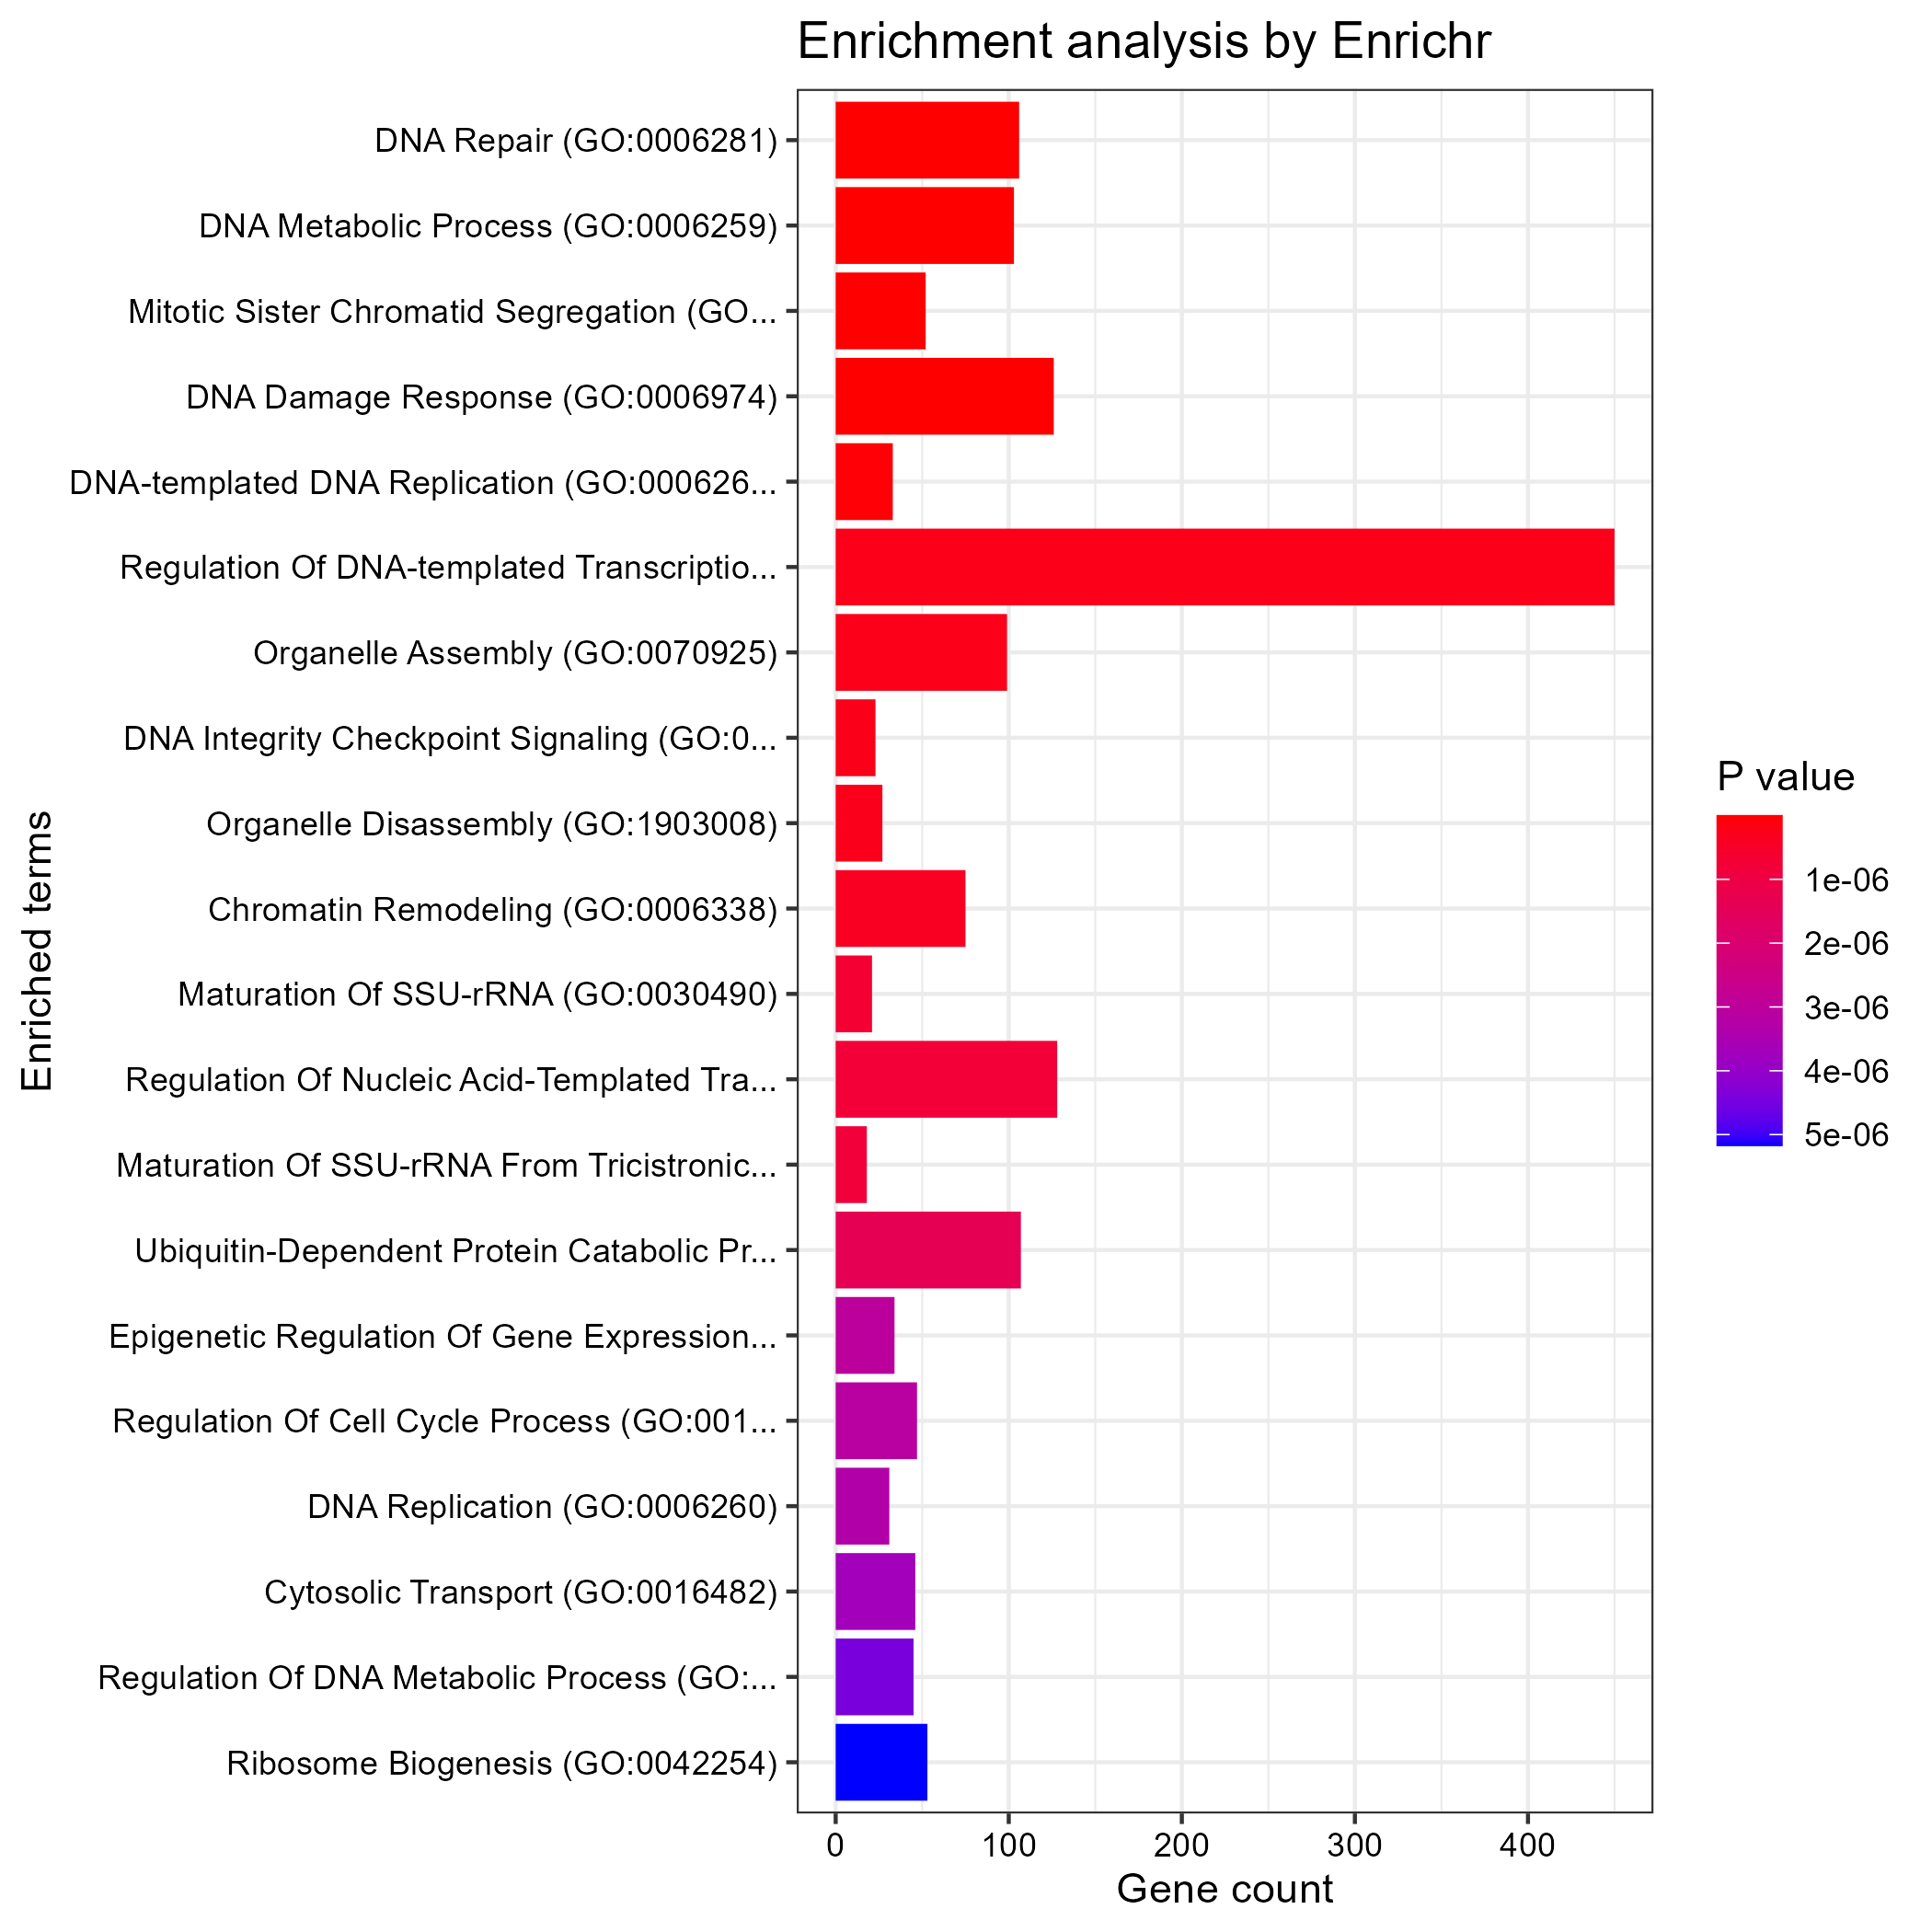 Enrichment analysis by Enrichr
DNA Repair (GO:0006281)
DNA Metabolic Process (GO:0006259)
Mitotic Sister Chromatid Segregation (GO...
DNA Damage Response (GO:0006974)
DNA-templated DNA Replication (GO:000626...
Regulation Of DNA-templated Transcriptio...
Organelle Assembly (GO:0070925)
DNA Integrity Checkpoint Signaling (GO:0...
Organelle Disassembly (GO:1903008)
Chromatin Remodeling (GO:0006338)
Maturation Of SSU-rRNA (GO:0030490)
Regulation Of Nucleic Acid-Templated Tra...
Maturation Of SSU-rRNA From Tricistronic...
Ubiquitin-Dependent Protein Catabolic Pr...
Epigenetic Regulation Of Gene Expression...
Regulation Of Cell Cycle Process (GO:001...
DNA Replication (GO:0006260)
Cytosolic Transport (GO:0016482)
Regulation Of DNA Metabolic Process (GO:...
Ribosome Biogenesis (GO:0042254)
Enriched terms
0 100 200 300 400
Gene count
P value
1e-06
2e-06
3e-06
4e-06
5e-06